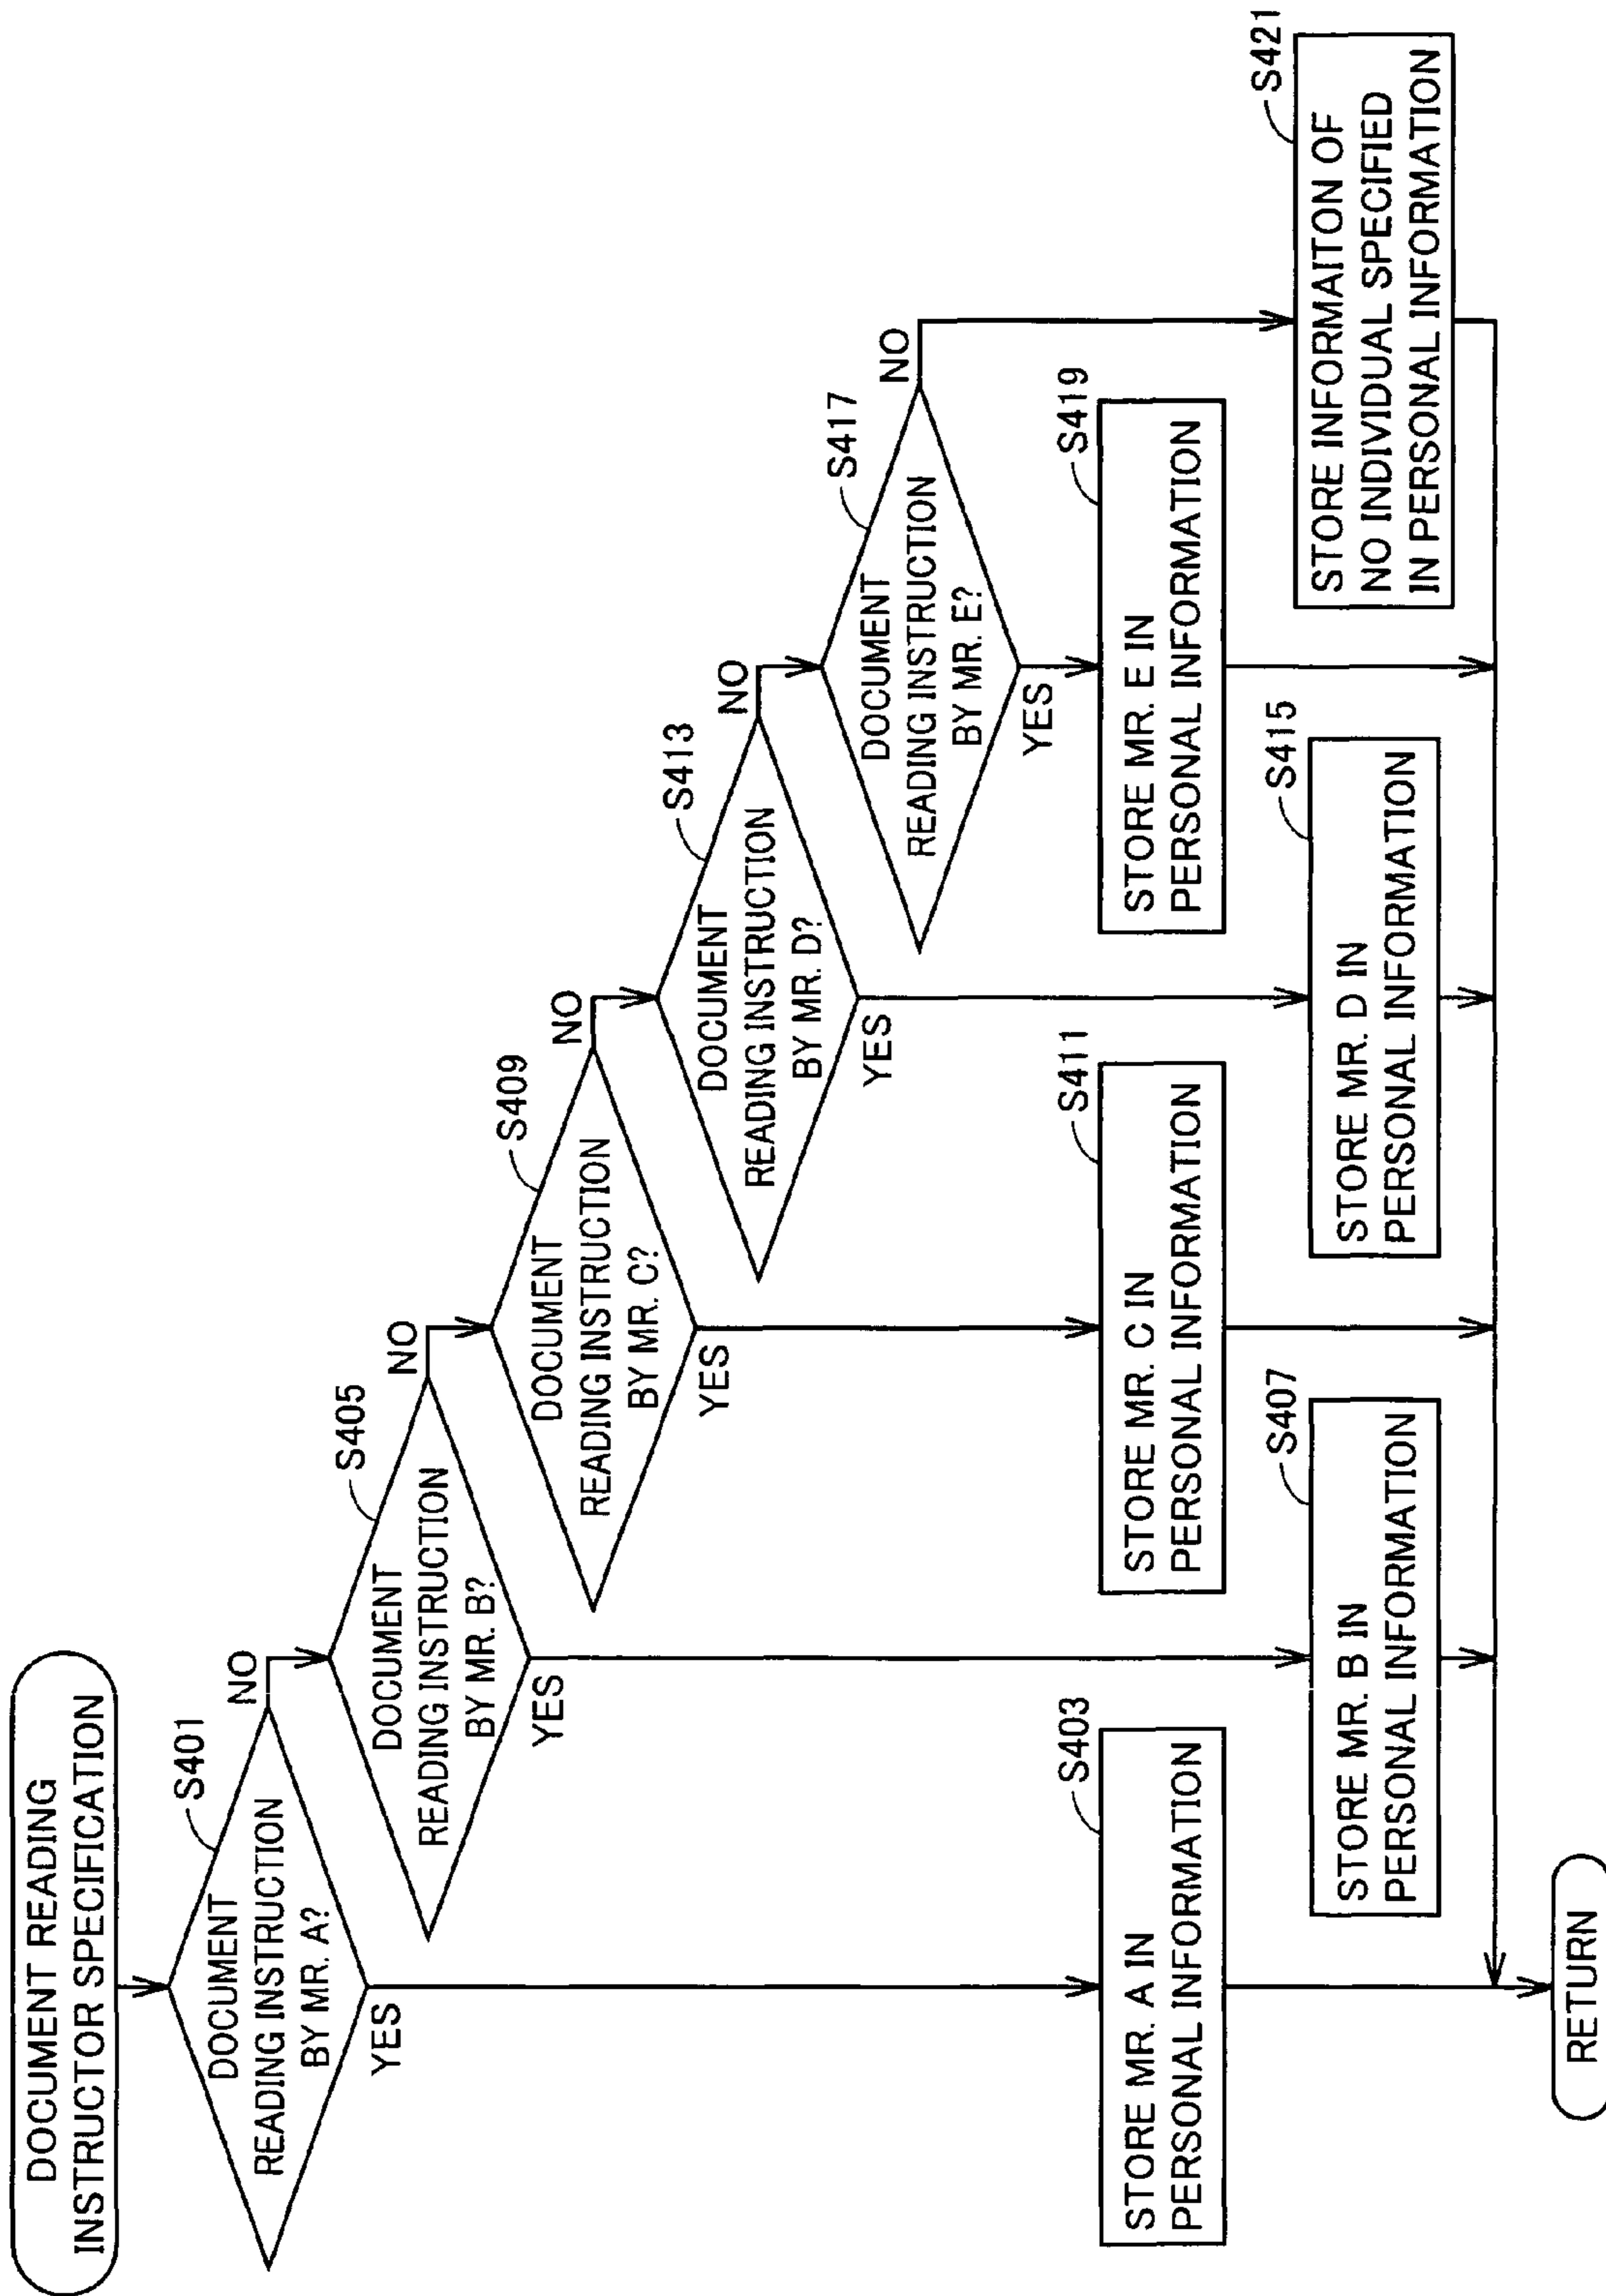 DOCUMENT READING
INSTRUCTOR SPECIFICATION
S401
DOCUMENT
READING INSTRUCTION
BY MR. A?
NO
YES
S403
STORE MR. A IN
PERSONAL INFORMATION
S405
DOCUMENT
READING INSTRUCTION
BY MR. B?
NO
YES
S407
STORE MR. B IN
PERSONAL INFORMATION
S409
DOCUMENT
READING INSTRUCTION
BY MR. C?
NO
YES
S411
STORE MR. C IN
PERSONAL INFORMATION
S413
DOCUMENT
READING INSTRUCTION
BY MR. D?
NO
YES
S415
STORE MR. D IN
PERSONAL INFORMATION
S417
DOCUMENT
READING INSTRUCTION
BY MR. E?
NO
YES
S419
STORE MR. E IN
PERSONAL INFORMATION
S421
STORE INFORMAITON OF
NO INDIVIDUAL SPECIFIED
IN PERSONAL INFORMATION
RETURN